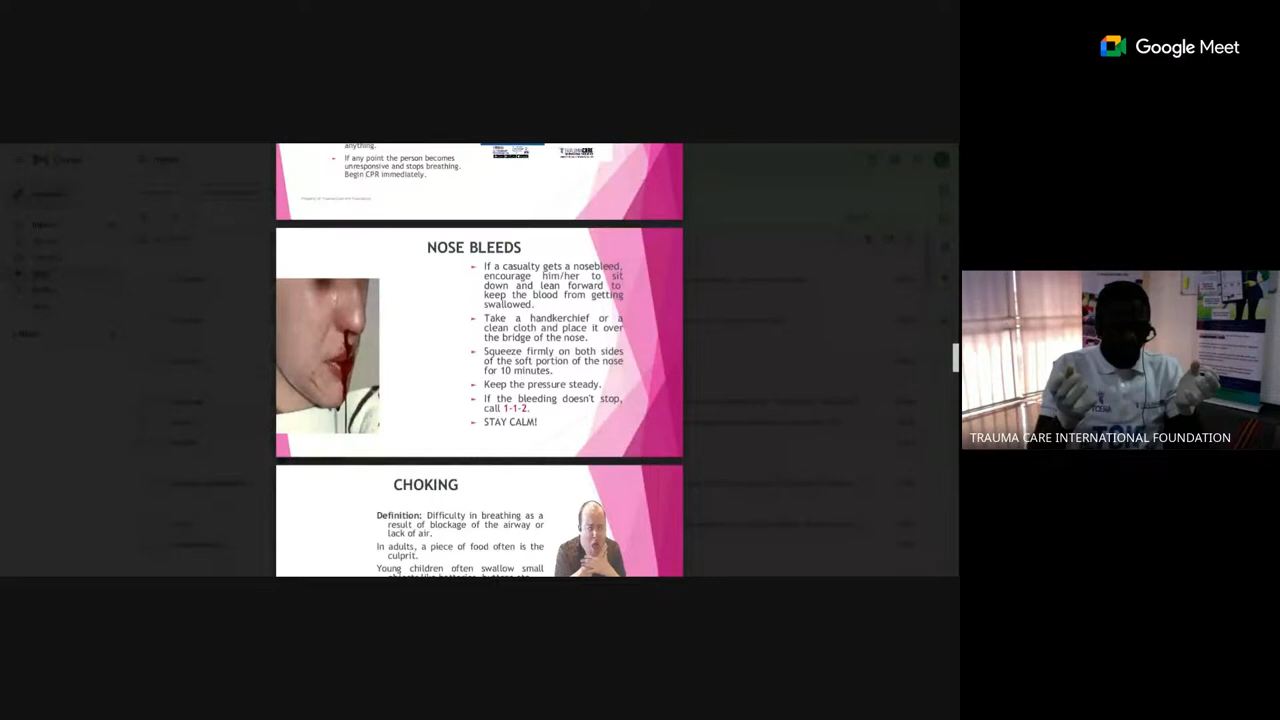 Google Meet
anything.
If any point the person becomes
unresponsive and stops breathing.
Begin CPR immediately.
NOSE BLEEDS
If a casualty gets a nosebleed,
encourage him/her to sit
down and lean forward to
keep the blood from getting
swallowed.
Take a handkerchief or a
clean cloth and place it over
the bridge of the nose.
Squeeze firmly on both sides
of the soft portion of the nose
for 10 minutes.
Keep the pressure steady.
If the bleeding doesn't stop,
call 1-1-2.
STAY CALM!
CHOKING
Definition: Difficulty in breathing as a
result of blockage of the airway or
lack of air.
In adults, a piece of food often is the
culprit.
Young children often swallow small
TRAUMA CARE INTERNATIONAL FOUNDATION